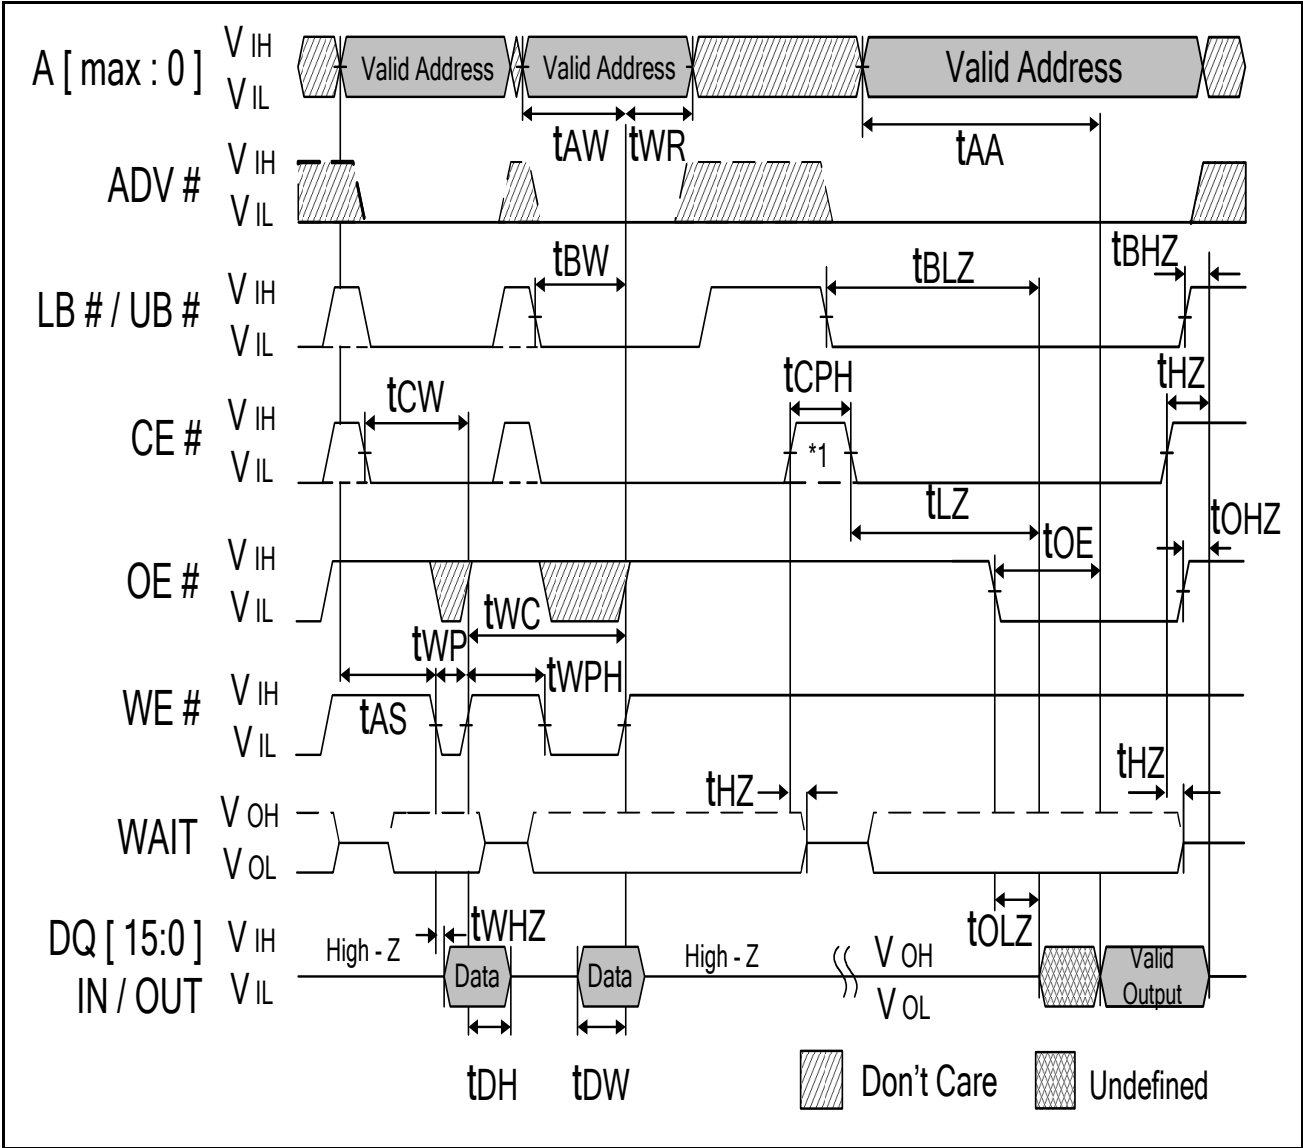 A [ max : 0 ] V IH Valid Address Valid Address Valid Address
V IL
tAW tWR tAA
ADV # V IH
V IL
tBW tBLZ tBHZ
LB # / UB # V IH
V IL
tCW tCPH tHZ
CE # V IH
V IL *1
tLZ tOE tOHZ
OE # V IH
V IL
tWP tWC
tWPH
WE # V IH
V IL tAS
tHZ tHZ
WAIT V OH
V OL
tWHZ tOLZ
DQ [ 15:0 ] V IH High - Z Data Data High - Z V OH Valid
IN / OUT V IL V OL Output
tDH tDW Don't Care Undefined